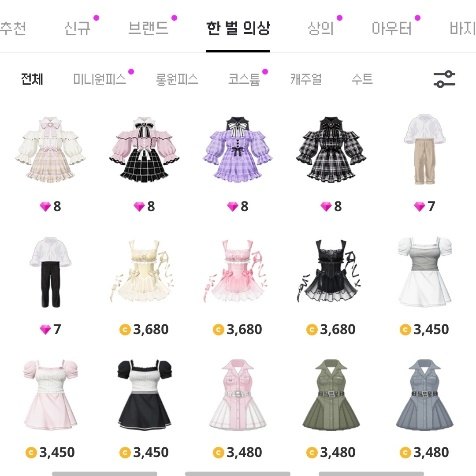 추천 신규 브랜드 한 벌 의상 상의 아우터 바지
전체 미니원피스 롱원피스 코스튬 캐주얼 수트
8 8 8 8 7
7 3,680 3,680 3,680 3,450
3,450 3,450 3,480 3,480 3,480